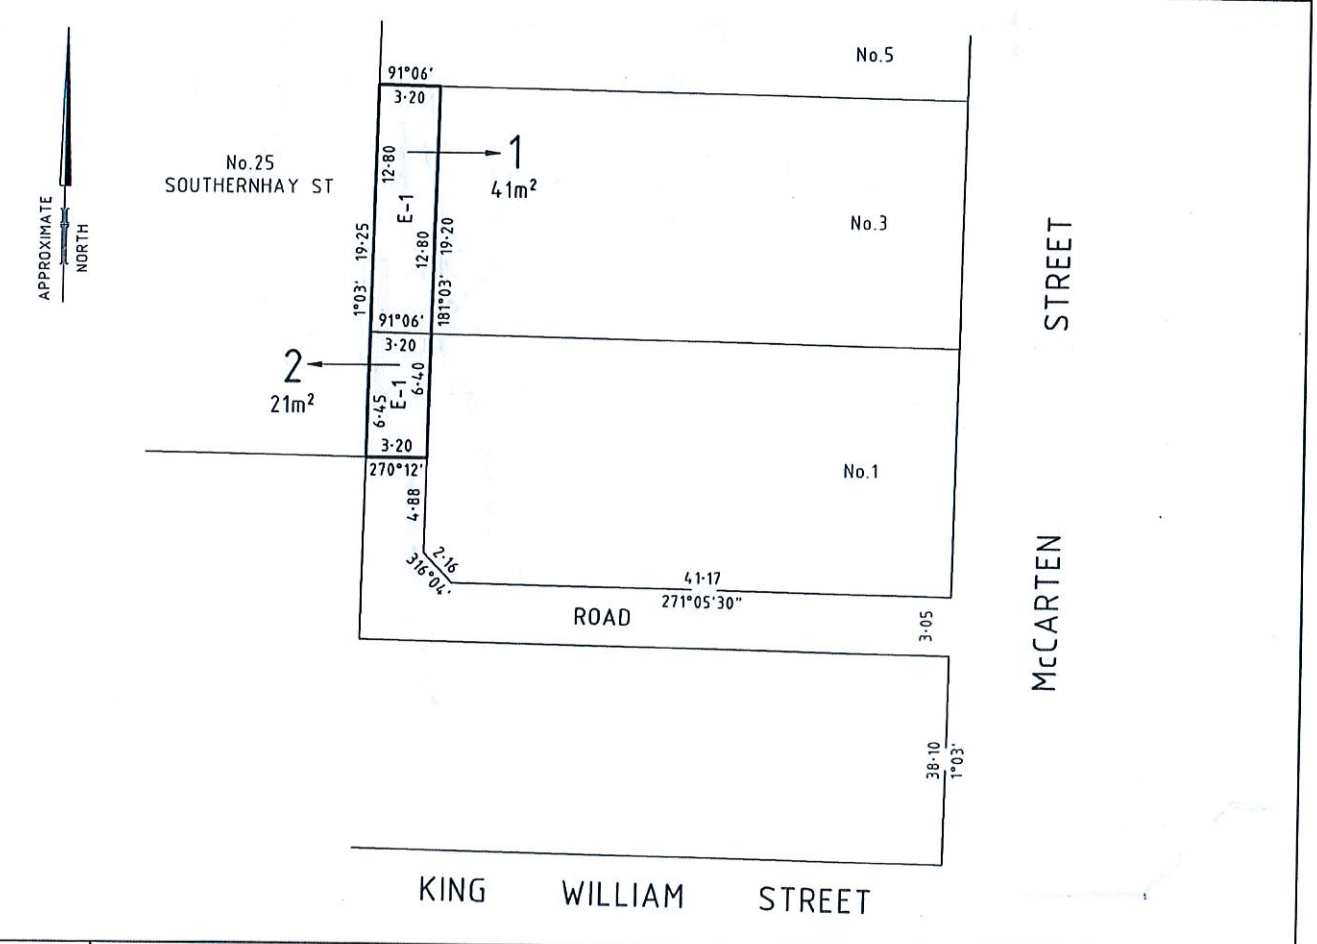 No.5
91°06'
3·20
12·80
1
41m²
E-1
No.25
SOUTHERNHAY ST
APPROXIMATE
NORTH
No.3
1°03' 19·25
12·80
181°03' 19·20
91°06'
3·20
2
21m²
6·45
E-1
6·40
3·20
270°12'
4·88
No.1
2·16
316°04'
41·17
271°05'30"
ROAD
3·05
38·10
1°03'
McCARTEN STREET
KING WILLIAM STREET